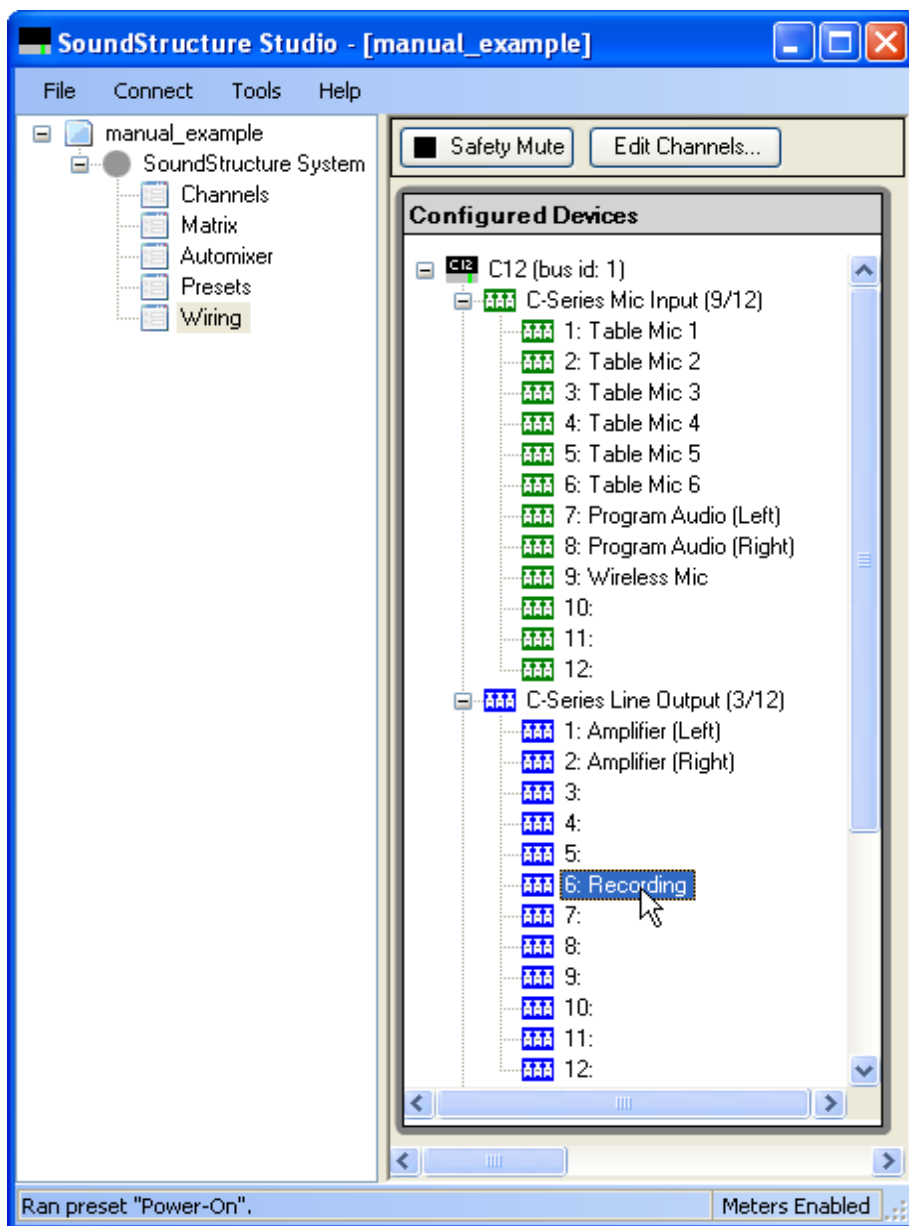 SoundStructure Studio - [manual_example]
File Connect Tools Help
manual_example
SoundStructure System
Channels
Matrix
Automixer
Presets
Wiring
Safety Mute Edit Channels...
Configured Devices
C12 C12 (bus id: 1)
C-Series Mic Input (9/12)
1: Table Mic 1
2: Table Mic 2
3: Table Mic 3
4: Table Mic 4
5: Table Mic 5
6: Table Mic 6
7: Program Audio (Left)
8: Program Audio (Right)
9: Wireless Mic
10:
11:
12:
C-Series Line Output (3/12)
1: Amplifier (Left)
2: Amplifier (Right)
3:
4:
5:
6: Recording
7:
8:
9:
10:
11:
12:
Ran preset "Power-On". Meters Enabled